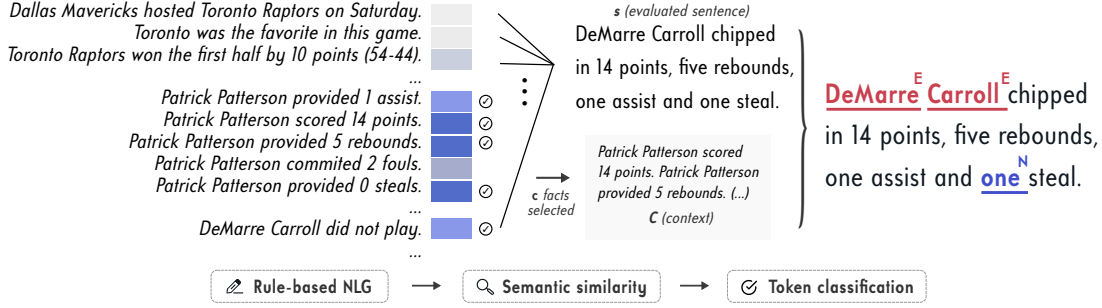 Dallas Mavericks hosted Toronto Raptors on Saturday.
Toronto was the favorite in this game.
Toronto Raptors won the first half by 10 points (54-44).
...
Patrick Patterson provided 1 assist.
Patrick Patterson scored 14 points.
Patrick Patterson provided 5 rebounds.
Patrick Patterson commited 2 fouls.
Patrick Patterson provided 0 steals.
...
DeMarre Carroll did not play.
...
s (evaluated sentence)
DeMarre Carroll chipped
in 14 points, five rebounds,
one assist and one steal.
c facts
selected
Patrick Patterson scored
14 points. Patrick Patterson
provided 5 rebounds. (...)
C (context)
E E
DeMarre Carroll chipped
in 14 points, five rebounds,
N
one assist and one steal.
Rule-based NLG
Semantic similarity
Token classification